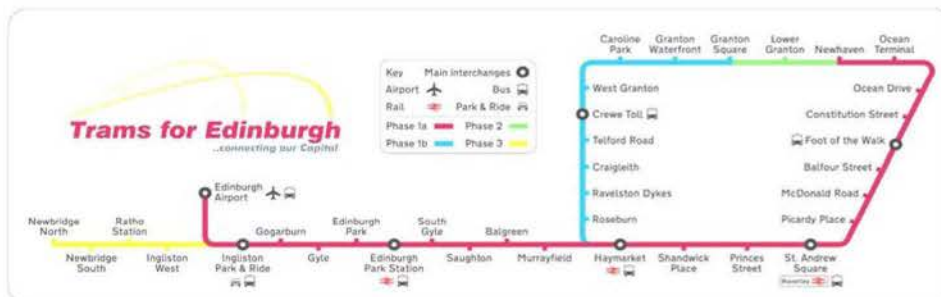 Trams for Edinburgh
...connecting our Capital
Key
Main interchanges
Airport
Bus
Rail
Park & Ride
Phase 1a
Phase 2
Phase 1b
Phase 3
Caroline
Park
Granton
Waterfront
Granton
Square
Lower
Granton
Newhaven
Ocean
Terminal
West Granton
Crewe Toll
Telford Road
Craigleith
Ravelston Dykes
Roseburn
Ocean Drive
Constitution Street
Foot of the Walk
Balfour Street
McDonald Road
Picardy Place
Edinburgh
Airport
Newbridge
North
Newbridge
South
Ratho
Station
Ingliston
West
Ingliston
Park & Ride
Gogarburn
Gyle
Edinburgh
Park
Edinburgh
Park Station
South
Gyle
Saughton
Balgreen
Murrayfield
Haymarket
Shandwick
Place
Princes
Street
St. Andrew
Square
Waverley